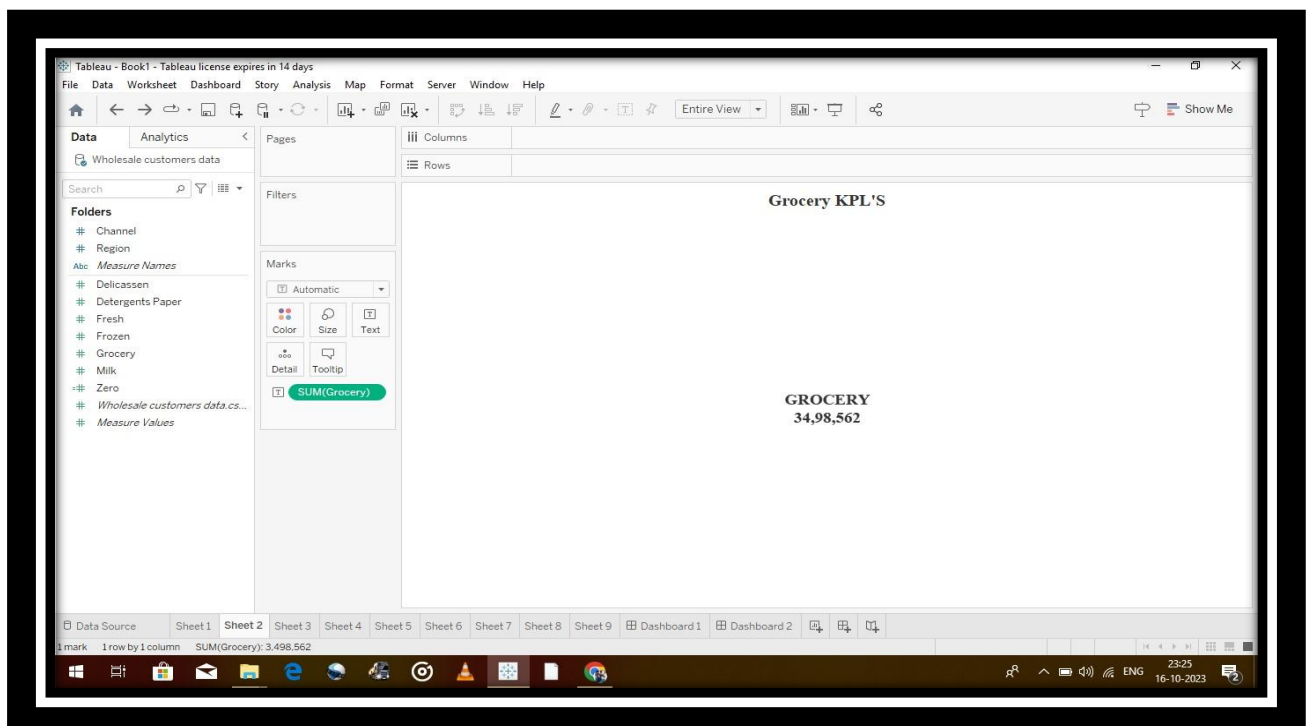 Tableau - Book1 - Tableau license expires in 14 days
File Data Worksheet Dashboard Story Analysis Map Format Server Window Help
Entire View
Show Me
Data Analytics
Wholesale customers data
Search
Folders
# Channel
# Region
Abc Measure Names
# Delicassen
# Detergents Paper
# Fresh
# Frozen
# Grocery
# Milk
=# Zero
# Wholesale customers data.cs...
# Measure Values
Pages
Filters
Marks
Automatic
Color Size Text
Detail Tooltip
SUM(Grocery)
Columns
Rows
Grocery KPL'S
GROCERY
34,98,562
Data Source Sheet 1 Sheet 2 Sheet 3 Sheet 4 Sheet 5 Sheet 6 Sheet 7 Sheet 8 Sheet 9 Dashboard 1 Dashboard 2
1 mark 1 row by 1 column SUM(Grocery): 3,498,562
ENG
23:25
16-10-2023
2